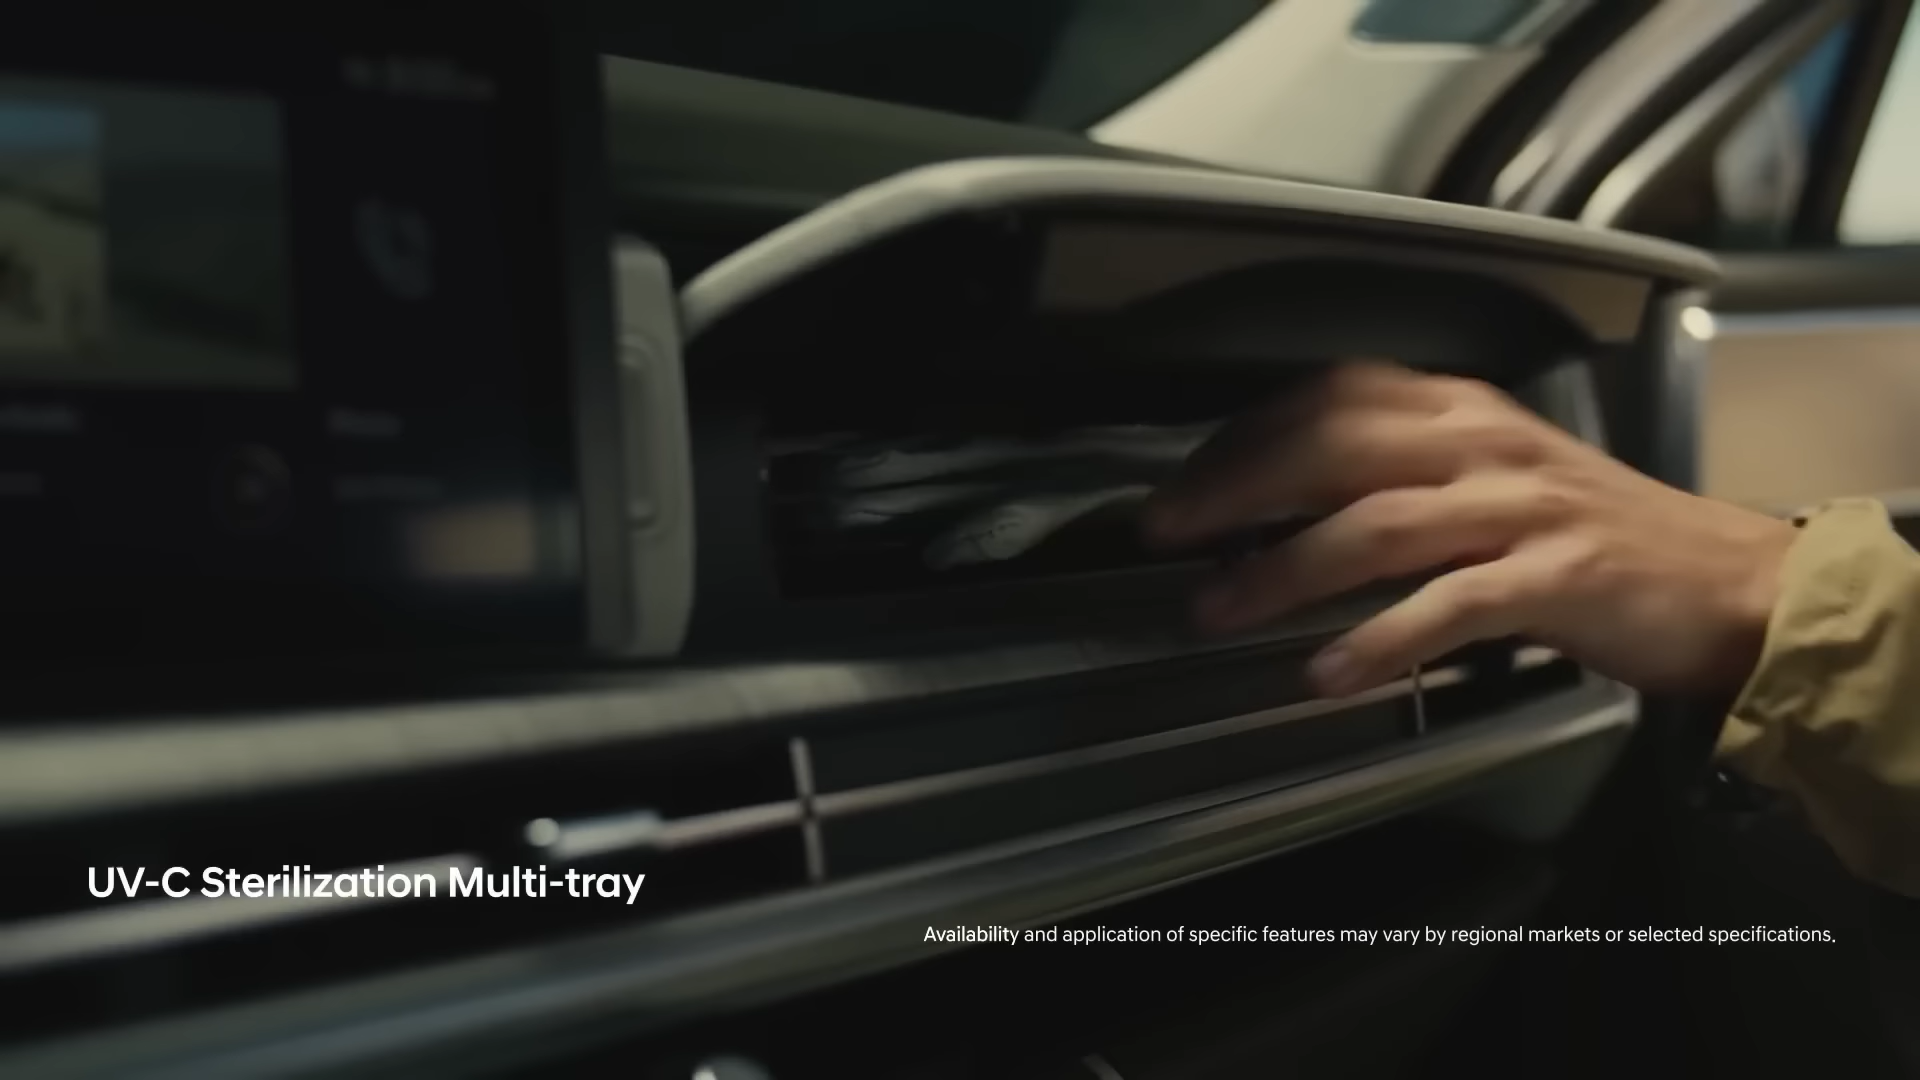 UV-C Sterilization Multi-tray
Availability and application of specific features may vary by regional markets or selected specifications.